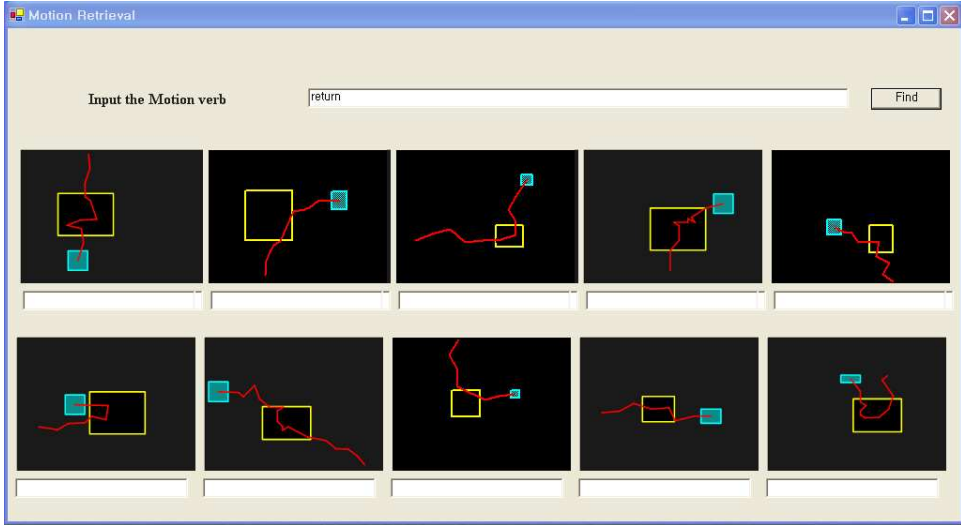 Motion Retrieval
Input the Motion verb
return
Find